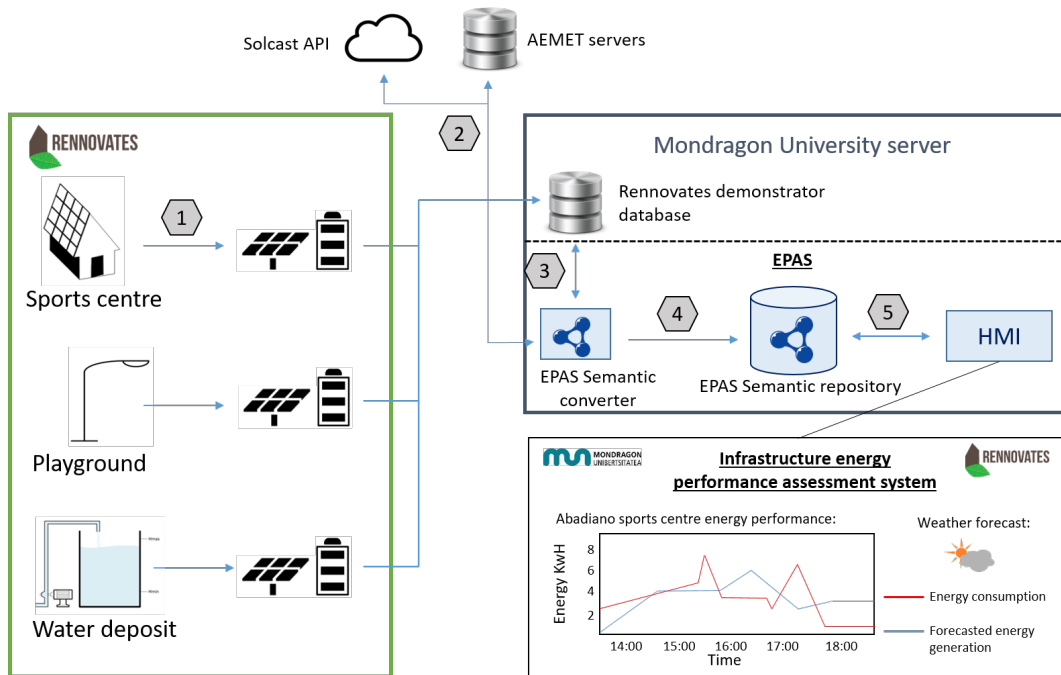 Solcast API
AEMET servers
2
RENNOVATES
1
Sports centre
Playground
Water deposit
Mondragon University server
Rennovates demonstrator
database
EPAS
3
4
5
HMI
EPAS Semantic
converter
EPAS Semantic repository
MONDRAGON
UNIBERTSITATEA
Infrastructure energy
performance assessment system
RENNOVATES
Abadiano sports centre energy performance:
Weather forecast:
Energy KwH
8
6
4
2
14:00 15:00 16:00 17:00 18:00
Time
Energy consumption
Forecasted energy
generation